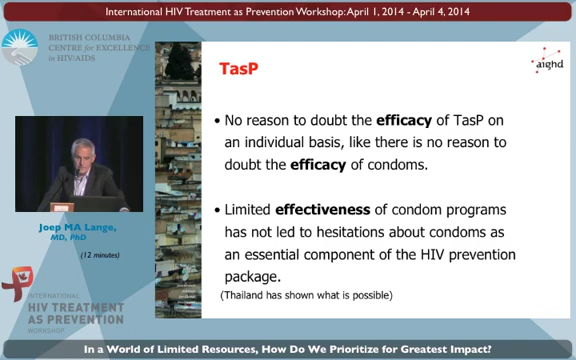 International HIV Treatment as Prevention Workshop: April 1, 2014 - April 4, 2014
BRITISH COLUMBIA
CENTRE for EXCELLENCE
in HIV/AIDS
Joep MA Lange,
MD, PhD
(12 minutes)
INTERNATIONAL
HIV TREATMENT
AS PREVENTION
WORKSHOP
TasP
aighd
• No reason to doubt the efficacy of TasP on
an individual basis, like there is no reason to
doubt the efficacy of condoms.
• Limited effectiveness of condom programs
has not led to hesitations about condoms as
an essential component of the HIV prevention
package.
(Thailand has shown what is possible)
In a World of Limited Resources, How Do We Prioritize for Greatest Impact?